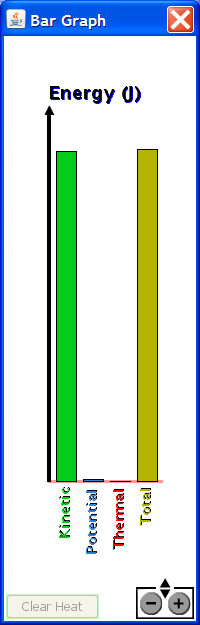 Bar Graph
Energy (J)
Kinetic
Potential
Thermal
Total
Clear Heat